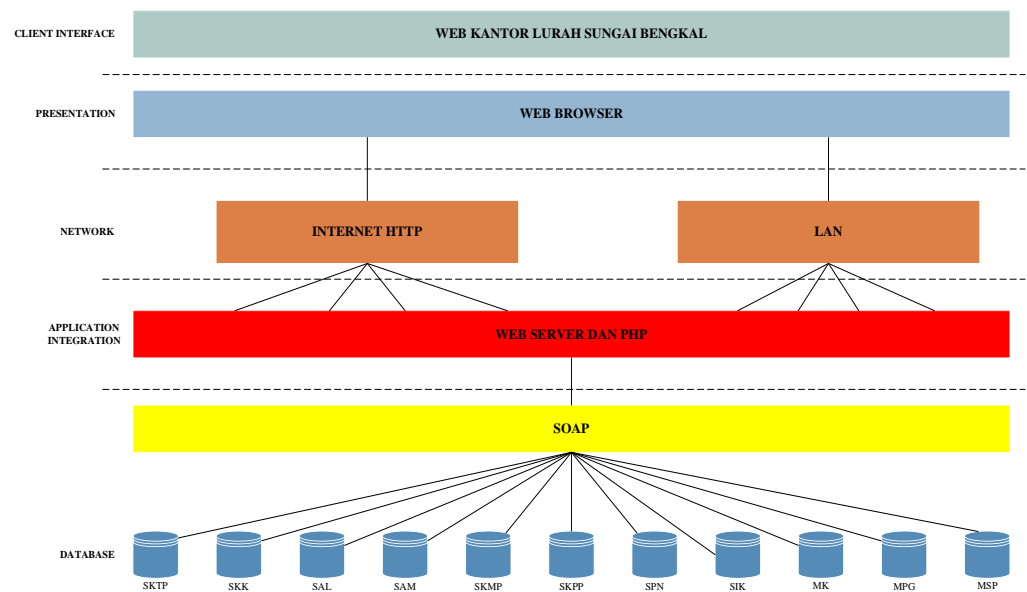 CLIENT INTERFACE
WEB KANTOR LURAH SUNGAI BENGKAL
PRESENTATION
WEB BROWSER
NETWORK
INTERNET HTTP
LAN
APPLICATION
INTEGRATION
WEB SERVER DAN PHP
SOAP
DATABASE
SKTP
SKK
SAL
SAM
SKMP
SKPP
SPN
SIK
MK
MPG
MSP